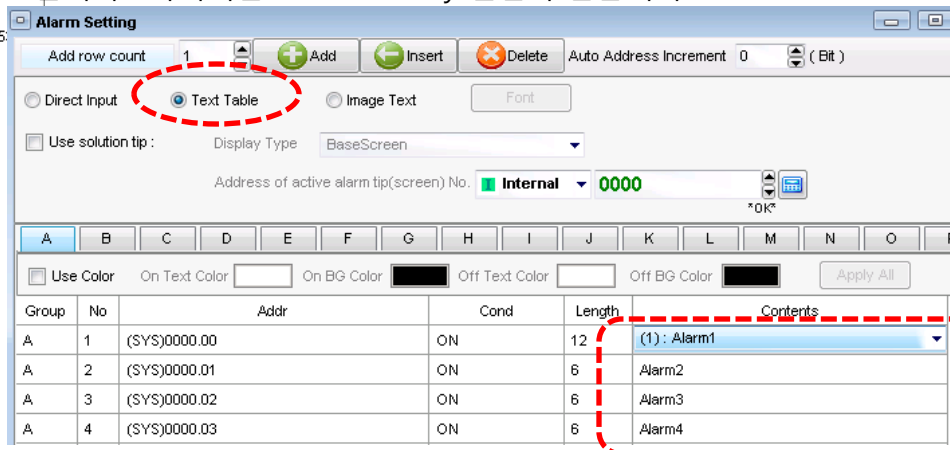 Alarm Setting
Add row count 1 Add Insert Delete Auto Address Increment 0 ( Bit )
Direct Input Text Table Image Text Font
Use solution tip : Display Type BaseScreen
Address of active alarm tip(screen) No. I Internal 0000
*OK*
A B C D E F G H I J K L M N O
Use Color On Text Color On BG Color Off Text Color Off BG Color Apply All
Group No Addr Cond Length Contents
A 1 (SYS)0000.00 ON 12 (1) : Alarm1
A 2 (SYS)0000.01 ON 6 Alarm2
A 3 (SYS)0000.02 ON 6 Alarm3
A 4 (SYS)0000.03 ON 6 Alarm4